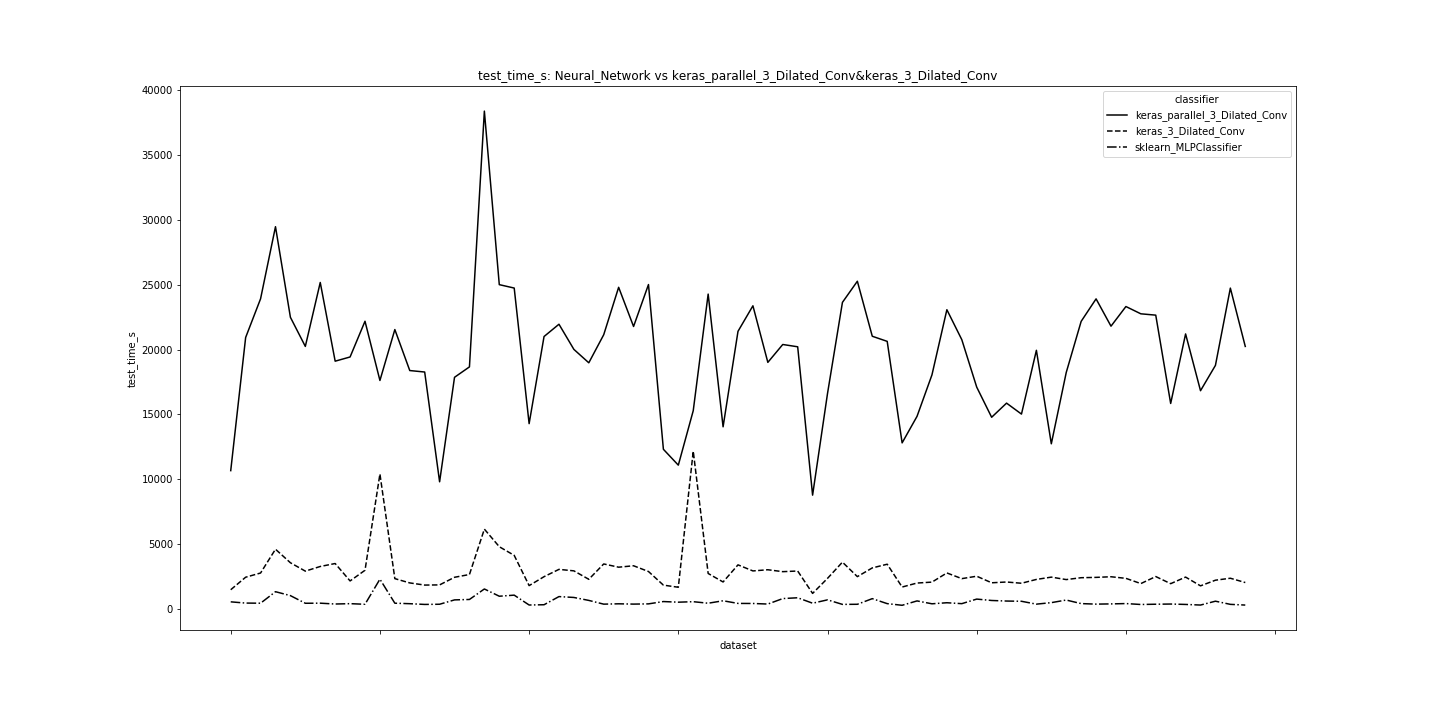 test_time_s: Neural_Network vs keras_parallel_3_Dilated_Conv&keras_3_Dilated_Conv
classifier
keras_parallel_3_Dilated_Conv
keras_3_Dilated_Conv
sklearn_MLPClassifier
40000
35000
30000
25000
20000
15000
10000
5000
0
test_time_s
dataset